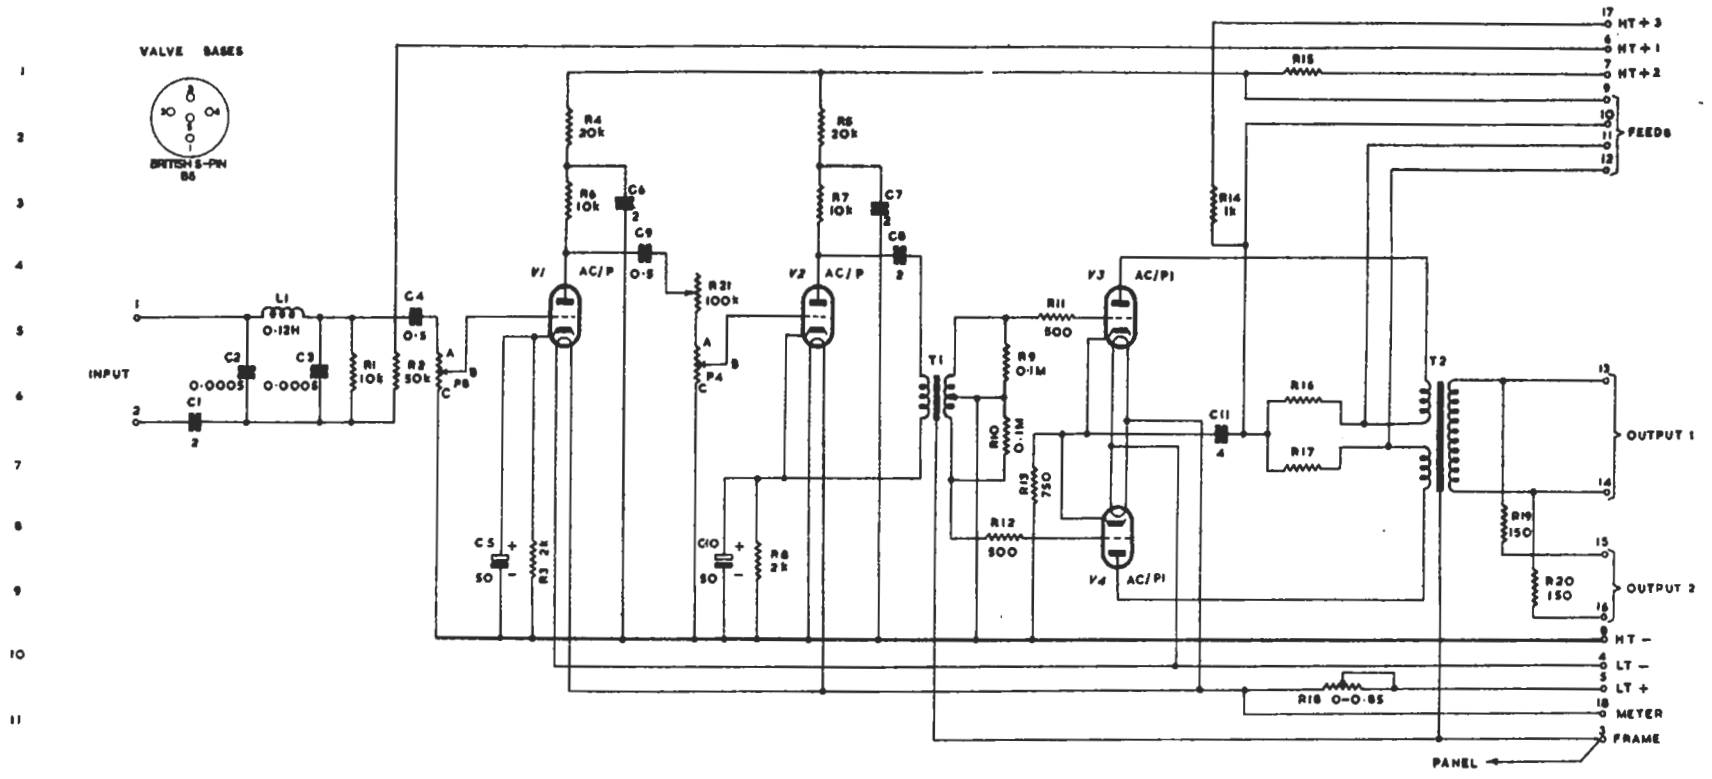 VALVE BASES
3
2
4
5
1
BRITISH 5-PIN
B5
1
2
3
4
5
6
7
8
9
10
11
17
HT+3
6
HT+1
7
HT+2
R15
9
10
11
12
FEEDS
R4
20k
R5
20k
R6
10k
C6
2
R7
10k
C7
2
R14
1k
C9
0.5
C8
2
V1
AC/P
R21
100k
V2
AC/P
V3
AC/P1
1
L1
0.12H
C4
0.5
C2
0.0005
C3
0.0005
R1
10k
R2
50k
A
B
C
INPUT
2
C1
2
A
B
P4
C
T1
R11
500
R9
0.1M
R10
0.1M
R13
750
C11
4
R16
R17
T2
13
OUTPUT 1
14
C5
+
50
-
R3 2k
C10
+
50
-
R8
2k
R12
500
V4
AC/P1
R19
150
15
R20
150
OUTPUT 2
16
8
HT -
4
LT -
5
LT +
R18 0-0.85
18
METER
3
FRAME
PANEL